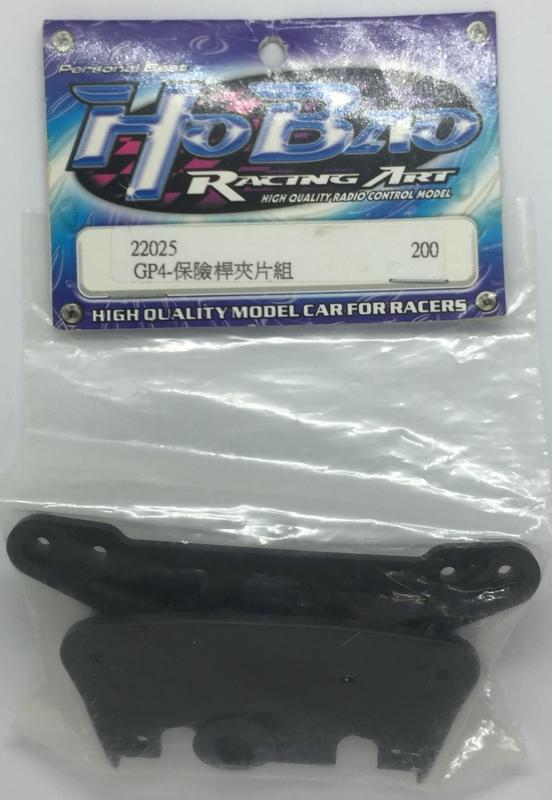 Personal Best
HOBAO
RACING ART
HIGH QUALITY RADIO CONTROL MODEL
22025 200
GP4-保險桿夾片組
HIGH QUALITY MODEL CAR FOR RACERS